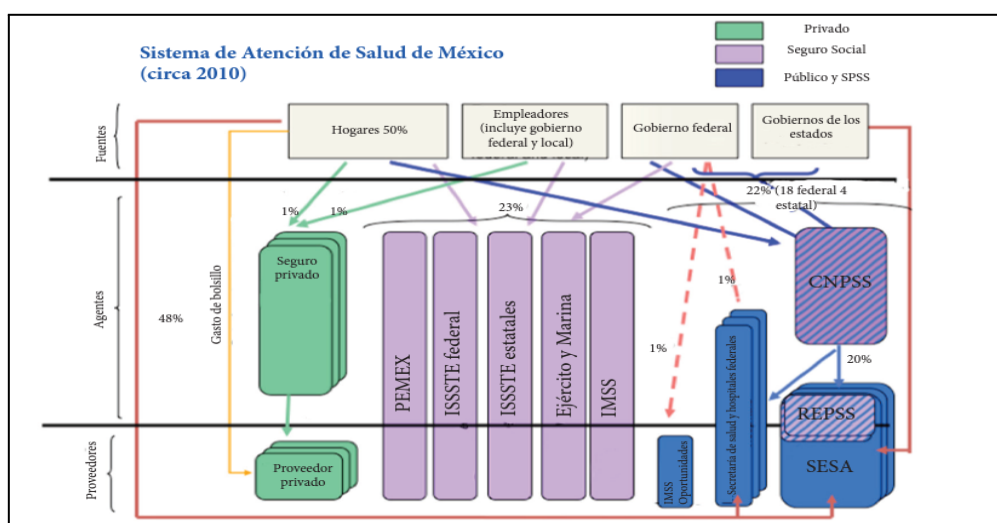 Sistema de Atención de Salud de México
(circa 2010)
Privado
Seguro Social
Público y SPSS
Fuentes
Hogares 50%
Empleadores
(incluye gobierno
federal y local)
Gobierno federal
Gobiernos de los
estados
22% (18 federal 4
estatal)
1%
1%
23%
Agentes
48%
Gasto de bolsillo
Seguro
privado
PEMEX
ISSSTE federal
ISSSTE estatales
Ejército y Marina
IMSS
1%
1%
CNPSS
20%
Secretaría de salud y hospitales federales
REPSS
SESA
Proveedores
Proveedor
privado
IMSS
Oportunidades